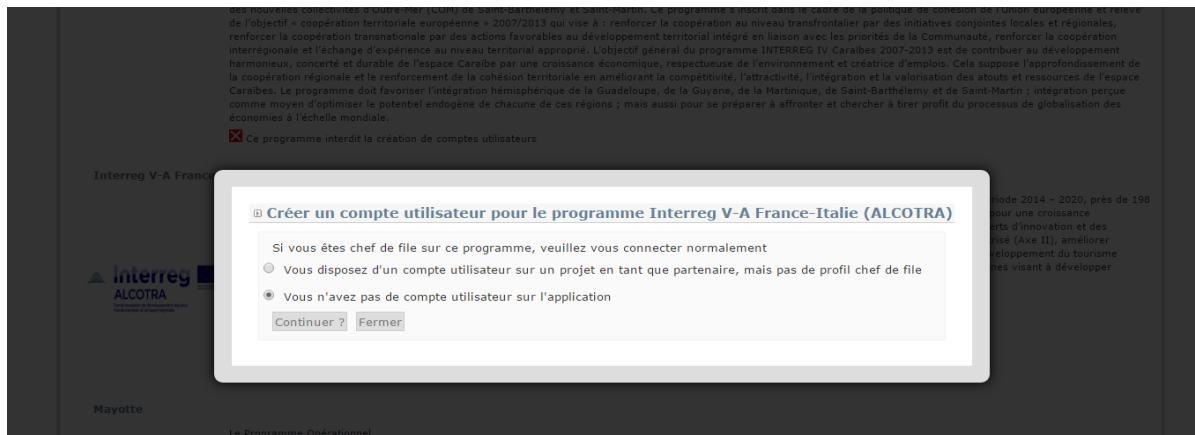 des nouvelles collectivités d'Outre-Mer (COM) de Saint-Barthélemy et Saint-Martin. Ce programme s'inscrit dans le cadre de la politique de cohésion de l'Union européenne et relève
de l'objectif « coopération territoriale européenne » 2007/2013 qui vise à : renforcer la coopération au niveau transfrontalier par des initiatives conjointes locales et régionales,
renforcer la coopération transnationale par des actions favorables au développement territorial intégré en liaison avec les priorités de la Communauté, renforcer la coopération
interrégionale et l'échange d'expérience au niveau territorial approprié. L'objectif général du programme INTERREG IV Caraïbes 2007-2013 est de contribuer au développement
harmonieux, concerté et durable de l'espace Caraïbe par une croissance économique, respectueuse de l'environnement et créatrice d'emplois. Cela suppose l'approfondissement de
la coopération régionale et le renforcement de la cohésion territoriale en améliorant la compétitivité, l'attractivité, l'intégration et la valorisation des atouts et ressources de l'espace
Caraïbes. Le programme doit favoriser l'intégration hémisphérique de la Guadeloupe, de la Guyane, de la Martinique, de Saint-Barthélemy et de Saint-Martin ; intégration perçue
comme moyen d'optimiser le potentiel endogène de chacune de ces régions ; mais aussi pour se préparer à affronter et chercher à tirer profit du processus de globalisation des
économies à l'échelle mondiale.
Ce programme interdit la création de comptes utilisateurs
Interreg V-A France
riode 2014 – 2020, près de 198
pour une croissance
erts d'innovation et des
risé (Axe II), améliorer
veloppement du tourisme
nes visant à développer
Créer un compte utilisateur pour le programme Interreg V-A France-Italie (ALCOTRA)
Si vous êtes chef de file sur ce programme, veuillez vous connecter normalement
Vous disposez d'un compte utilisateur sur un projet en tant que partenaire, mais pas de profil chef de file
Vous n'avez pas de compte utilisateur sur l'application
Continuer ? Fermer
Interreg
ALCOTRA
Mayotte
Le Programme Opérationnel